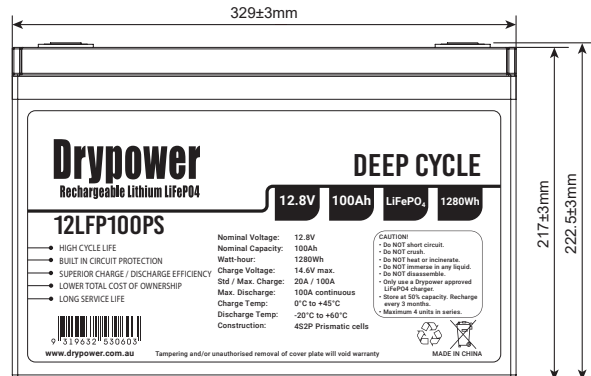 329±3mm
Drypower
Rechargeable Lithium LiFePO4
DEEP CYCLE
12.8V 100Ah LiFePO₄ 1280Wh
12LFP100PS
HIGH CYCLE LIFE
BUILT IN CIRCUIT PROTECTION
SUPERIOR CHARGE / DISCHARGE EFFICIENCY
LOWER TOTAL COST OF OWNERSHIP
LONG SERVICE LIFE
Nominal Voltage: 12.8V
Nominal Capacity: 100Ah
Watt-hour: 1280Wh
Charge Voltage: 14.6V max.
Std / Max. Charge: 20A / 100A
Max. Discharge: 100A continuous
Charge Temp: 0°C to +45°C
Discharge Temp: -20°C to +60°C
Construction: 4S2P Prismatic cells
CAUTION!
• Do NOT short circuit.
• Do NOT crush.
• Do NOT heat or incinerate.
• Do NOT immerse in any liquid.
• Do NOT disassemble.
• Only use a Drypower approved
LiFePO4 charger.
• Store at 50% capacity. Recharge
every 3 months.
• Maximum 4 units in series.
9 319632 530603
www.drypower.com.au
Tampering and/or unauthorised removal of cover plate will void warranty
MADE IN CHINA
217±3mm
222.5±3mm